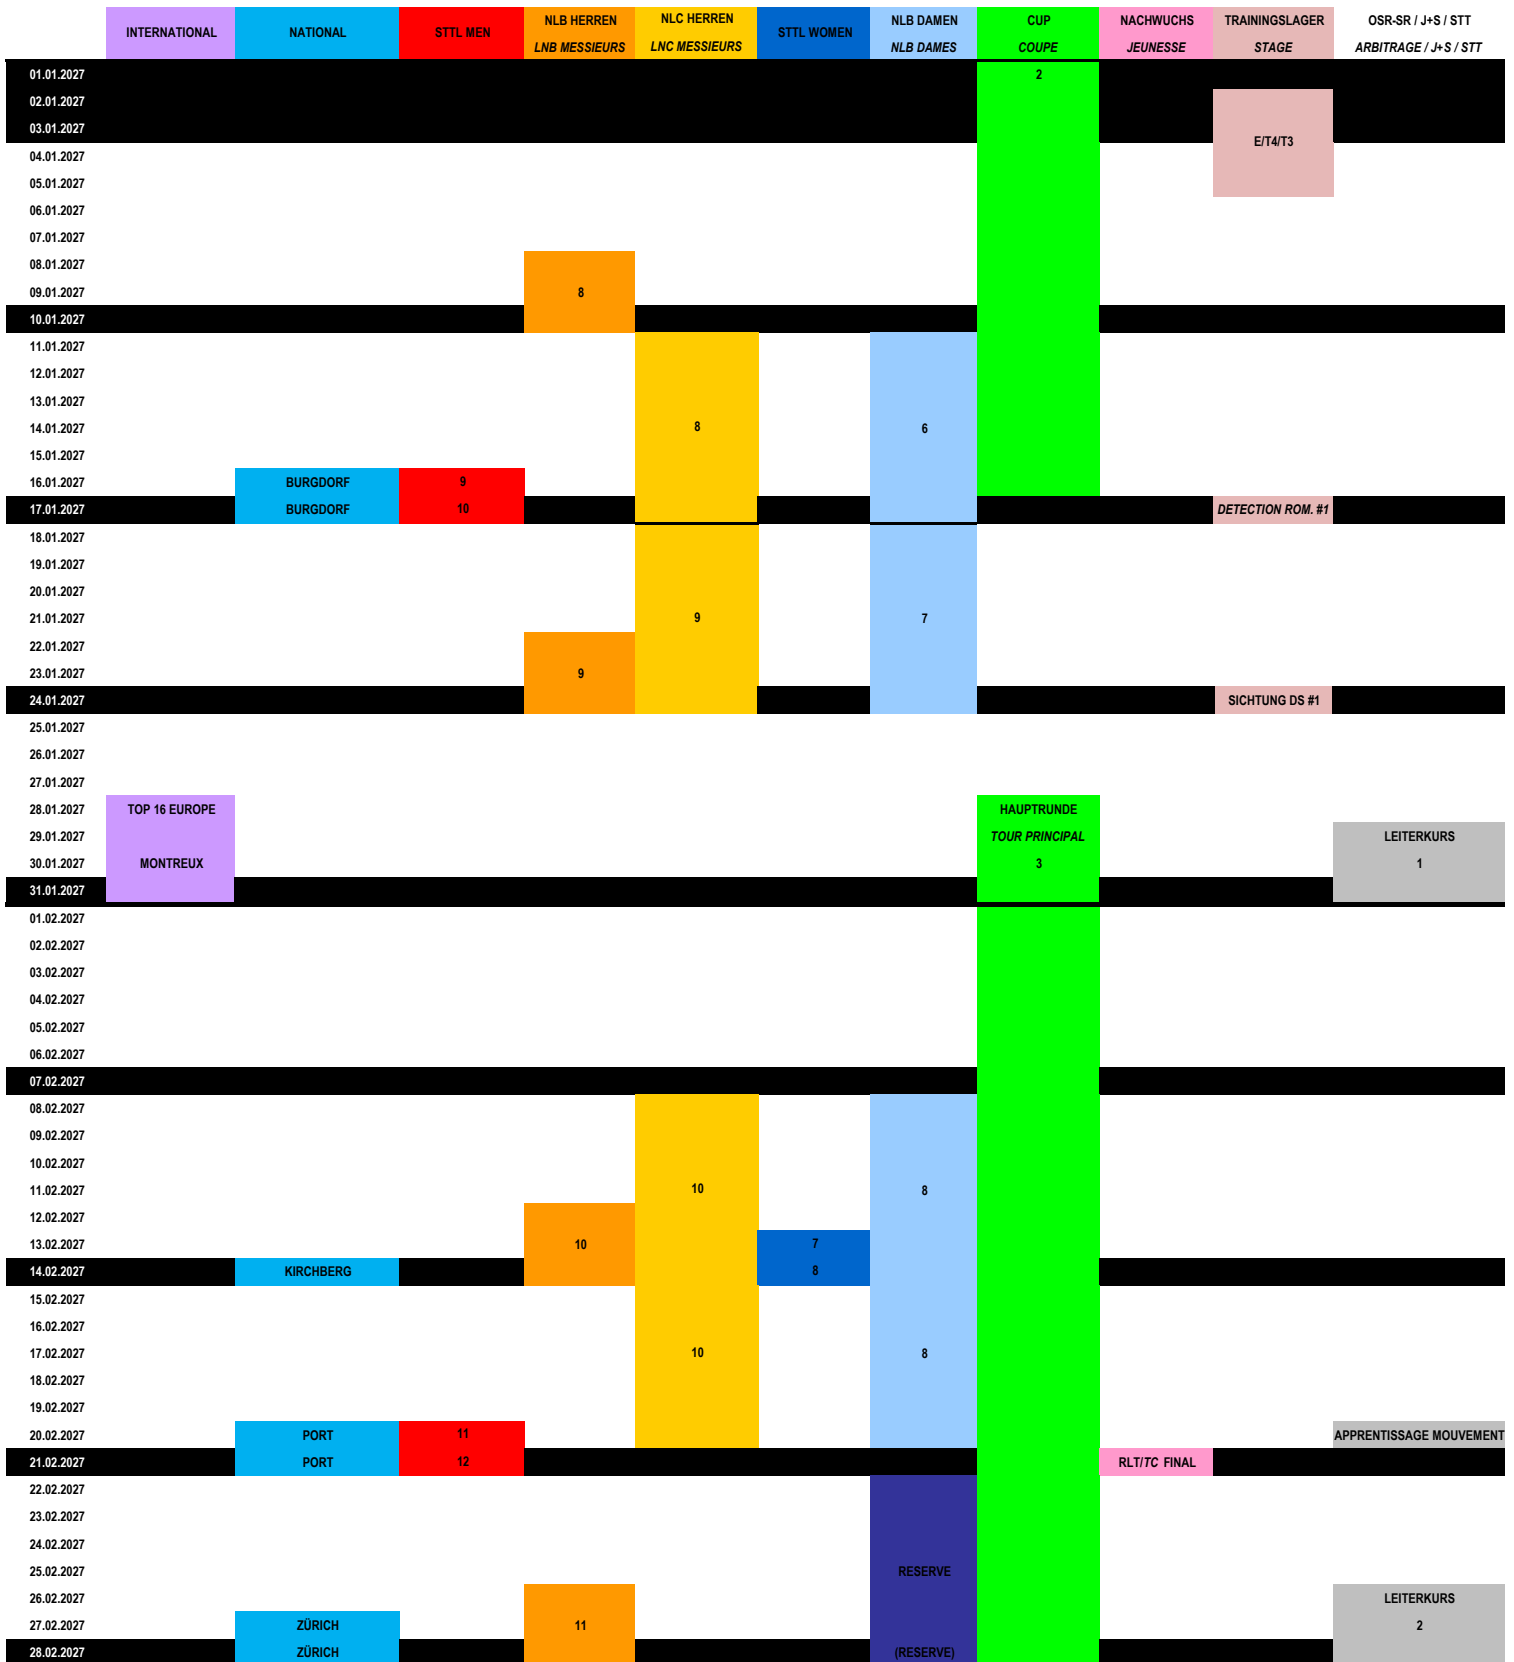 INTERNATIONAL NATIONAL STTL MEN NLB HERREN NLC HERREN STTL WOMEN NLB DAMEN CUP NACHWUCHS TRAININGSLAGER OSR-SR / J+S / STT
LNB MESSIEURS LNC MESSIEURS NLB DAMES COUPE JEUNESSE STAGE ARBITRAGE / J+S / STT
01.01.2027 2
02.01.2027
03.01.2027
E/T4/T3
04.01.2027
05.01.2027
06.01.2027
07.01.2027
08.01.2027
09.01.2027 8
10.01.2027
11.01.2027
12.01.2027
13.01.2027
14.01.2027 8 6
15.01.2027
16.01.2027 BURGDORF 9
17.01.2027 BURGDORF 10 DETECTION ROM. #1
18.01.2027
19.01.2027
20.01.2027
21.01.2027 9 7
22.01.2027
23.01.2027 9
24.01.2027 SICHTUNG DS #1
25.01.2027
26.01.2027
27.01.2027
28.01.2027 TOP 16 EUROPE HAUPTRUNDE
29.01.2027 TOUR PRINCIPAL LEITERKURS
30.01.2027 MONTREUX 3 1
31.01.2027
01.02.2027
02.02.2027
03.02.2027
04.02.2027
05.02.2027
06.02.2027
07.02.2027
08.02.2027
09.02.2027
10.02.2027
11.02.2027 10 8
12.02.2027
13.02.2027 10 7
14.02.2027 KIRCHBERG 8
15.02.2027
16.02.2027
17.02.2027 10 8
18.02.2027
19.02.2027
20.02.2027 PORT 11 APPRENTISSAGE MOUVEMENT
21.02.2027 PORT 12 RLT/TC FINAL
22.02.2027
23.02.2027
24.02.2027
25.02.2027 RESERVE
26.02.2027 LEITERKURS
27.02.2027 ZÜRICH 11 2
28.02.2027 ZÜRICH (RESERVE)